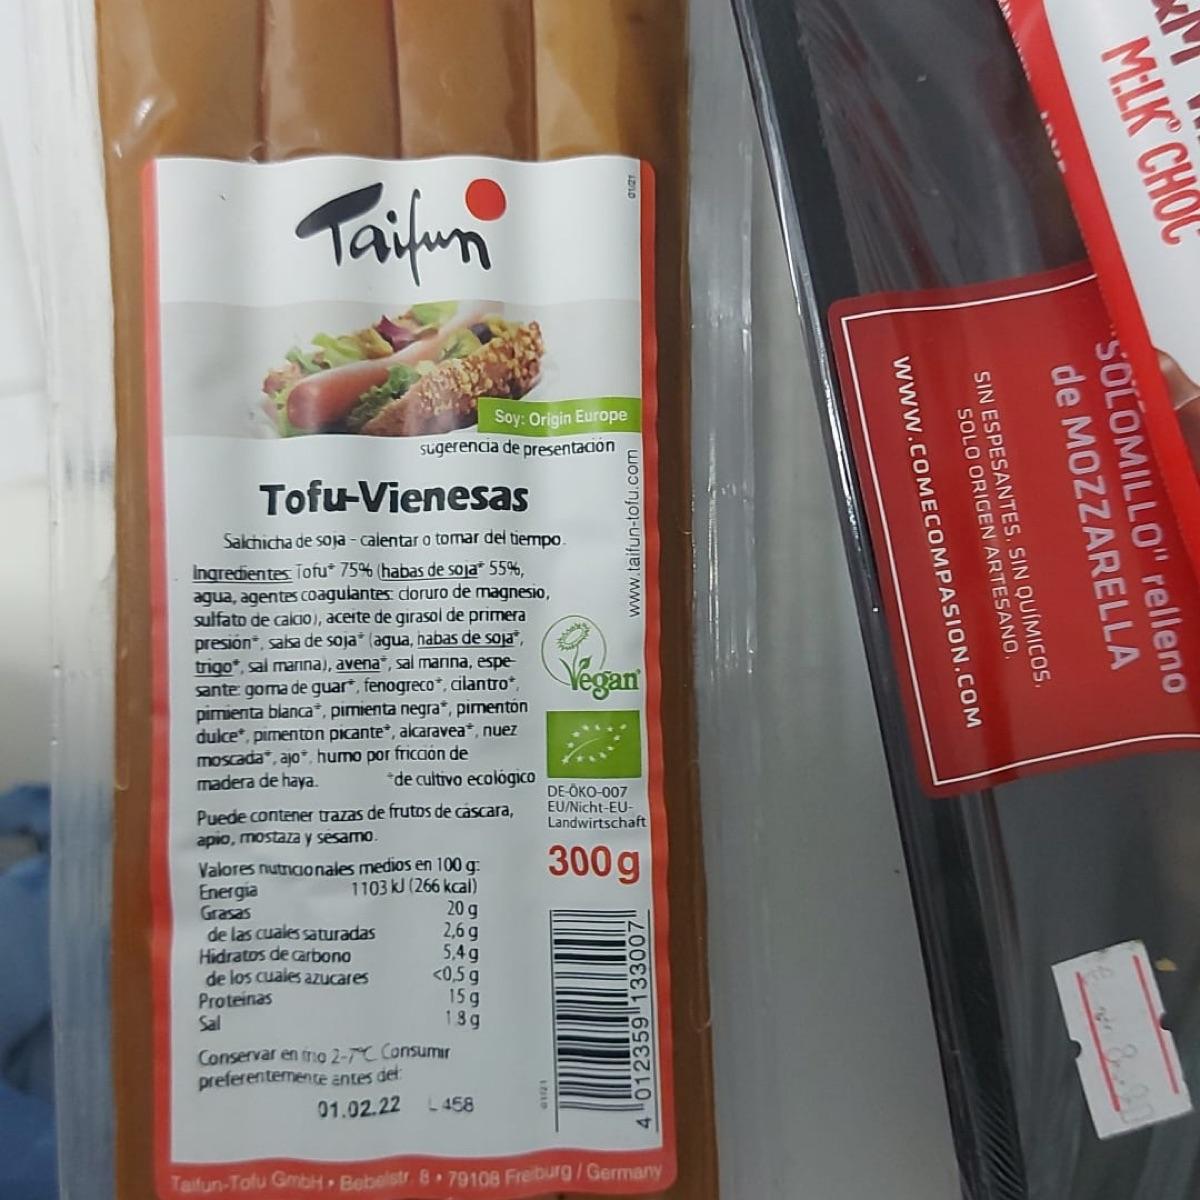 Taifun
01/21
Soy: Origin Europe
sugerencia de presentación
www.taifun-tofu.com
Tofu-Vienesas
Salchicha de soja - calentar o tomar del tiempo.
Ingredientes: Tofu* 75% (habas de soja* 55%,
agua, agentes coagulantes: cloruro de magnesio,
sulfato de calcio), aceite de girasol de primera
presión*, salsa de soja* (agua, habas de soja*,
trigo*, sal marina), avena*, sal marina, espe-
sante: goma de guar*, fenogreco*, cilantro*,
pimienta blanca*, pimienta negra*, pimentón
dulce*, pimentón picante*, alcaravea*, nuez
moscada*, ajo*, humo por fricción de
madera de haya. *de cultivo ecológico
Puede contener trazas de frutos de cáscara,
apio, mostaza y sésamo.
Valores nutricionales medios en 100 g:
Energía 1103 kJ (266 kcal)
Grasas 20 g
de las cuales saturadas 2,6 g
Hidratos de carbono 5,4 g
de los cuales azúcares <0,5 g
Proteínas 15 g
Sal 1,8 g
Conservar en frío 2-7°C. Consumir
preferentemente antes del:
01.02.22 L 458
Vegan
DE-ÖKO-007
EU/Nicht-EU-
Landwirtschaft
300 g
4 012359 133007
01/21
Taifun-Tofu GmbH • Bebelstr. 8 • 79108 Freiburg / Germany
M:LK® CHOC
"SOLOMILLO" relleno
de MOZZARELLA
SIN ESPESANTES, SIN QUÍMICOS,
SOLO ORIGEN ARTESANO.
WWW.COMECOMPASION.COM